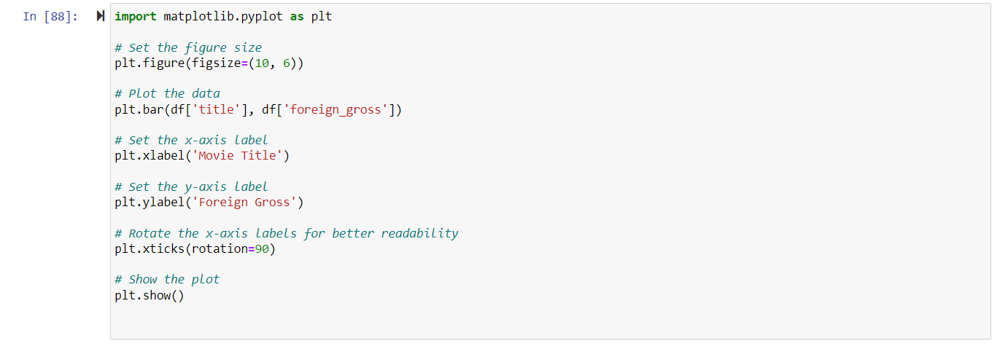 In [88]:
import matplotlib.pyplot as plt
# Set the figure size
plt.figure(figsize=(10, 6))
# Plot the data
plt.bar(df['title'], df['foreign_gross'])
# Set the x-axis label
plt.xlabel('Movie Title')
# Set the y-axis label
plt.ylabel('Foreign Gross')
# Rotate the x-axis labels for better readability
plt.xticks(rotation=90)
# Show the plot
plt.show()